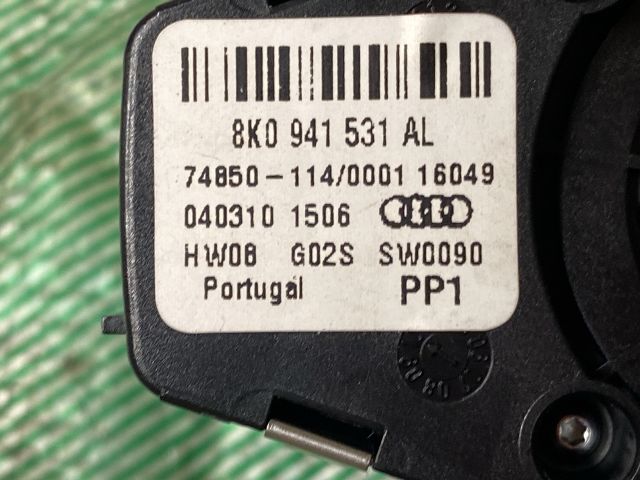 8K0 941 531 AL
74850-114/0001 16049
040310 1506
HW08 G02S SW0090
Portugal PP1